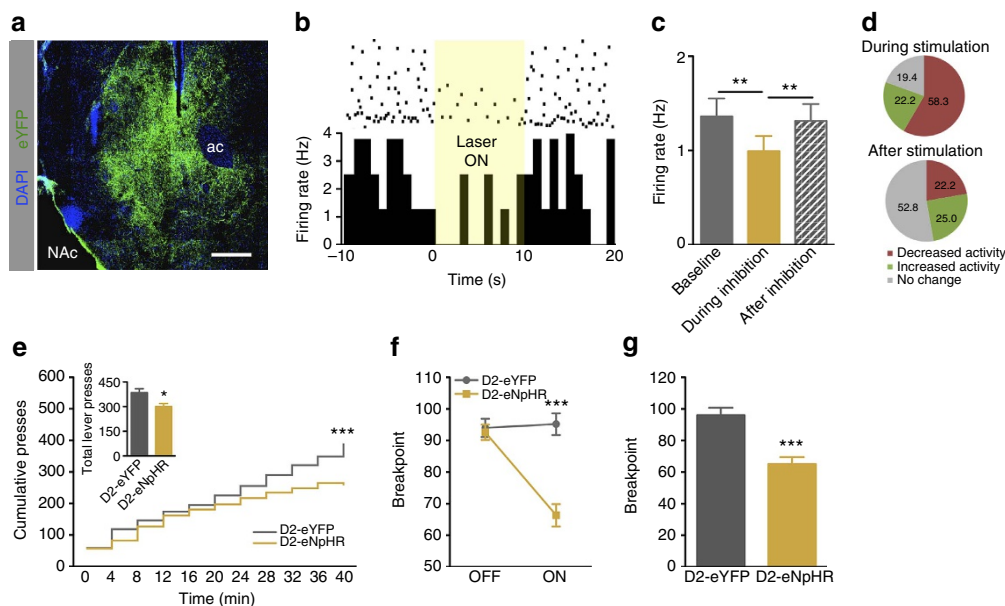 a
DAPI eYFP
ac
NAc
b
Firing rate (Hz)
4
3
2
1
0
Laser
ON
−10
0
10
20
Time (s)
c
Firing rate (Hz)
2
1
0
**
**
Baseline
During inhibition
After inhibition
d
During stimulation
19.4
22.2
58.3
After stimulation
52.8
22.2
25.0
Decreased activity
Increased activity
No change
e
Cumulative presses
600
500
400
300
200
100
0
Total lever presses
450
300
150
0
*
D2-eYFP
D2-eNpHR
***
D2-eYFP
D2-eNpHR
0 4 8 12 16 20 24 28 32 36 40
Time (min)
f
Breakpoint
110
100
90
80
70
60
50
D2-eYFP
D2-eNpHR
***
OFF ON
g
Breakpoint
120
100
80
60
40
20
0
***
D2-eYFP D2-eNpHR